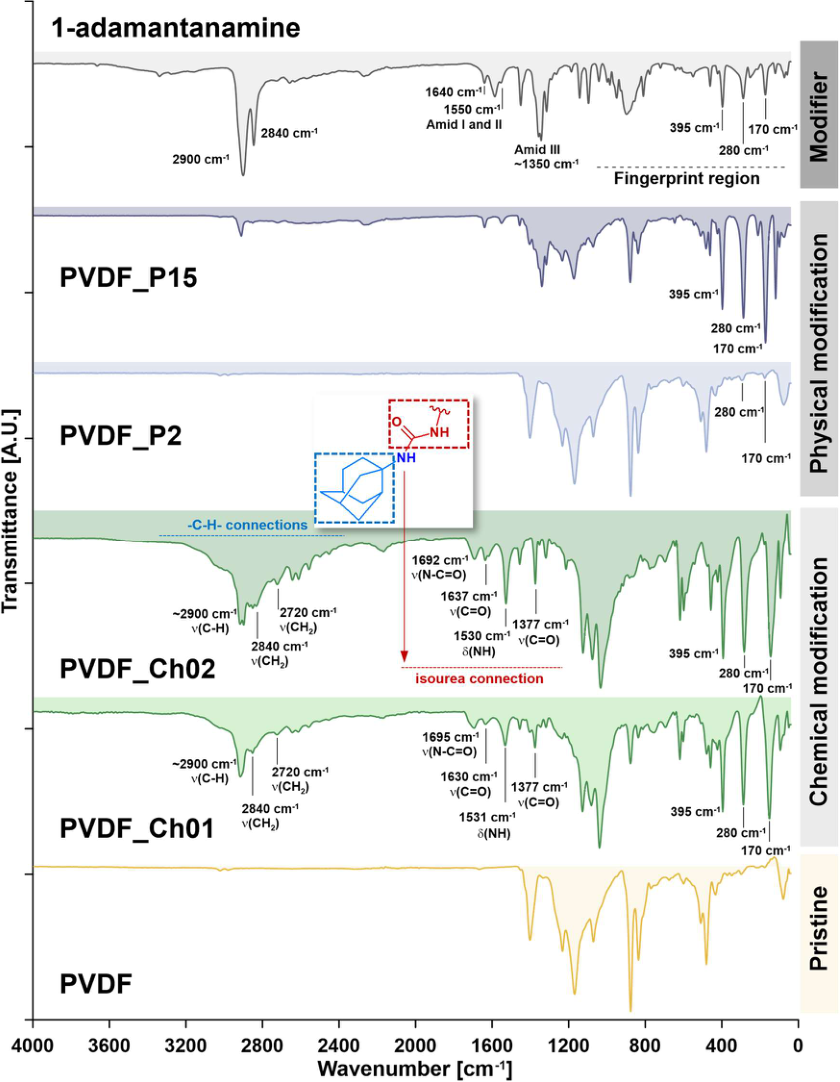 1-adamantanamine
1640 cm⁻¹
1550 cm⁻¹
Amid I and II
2840 cm⁻¹
2900 cm⁻¹
Amid III
~1350 cm⁻¹
395 cm⁻¹
170 cm⁻¹
280 cm⁻¹
Fingerprint region
Modifier
PVDF_P15
395 cm⁻¹
280 cm⁻¹
170 cm⁻¹
Physical modification
PVDF_P2
280 cm⁻¹
170 cm⁻¹
O
NH
NH
-C-H- connections
1692 cm⁻¹
ν(N-C=O)
1637 cm⁻¹
ν(C=O)
1377 cm⁻¹
ν(C=O)
1530 cm⁻¹
δ(NH)
~2900 cm⁻¹
ν(C-H)
2720 cm⁻¹
ν(CH₂)
2840 cm⁻¹
ν(CH₂)
395 cm⁻¹
280 cm⁻¹
170 cm⁻¹
PVDF_Ch02
isourea connection
Chemical modification
1695 cm⁻¹
ν(N-C=O)
~2900 cm⁻¹
ν(C-H)
2720 cm⁻¹
ν(CH₂)
2840 cm⁻¹
ν(CH₂)
1630 cm⁻¹
ν(C=O)
1377 cm⁻¹
ν(C=O)
1531 cm⁻¹
δ(NH)
395 cm⁻¹
280 cm⁻¹
170 cm⁻¹
PVDF_Ch01
PVDF
Pristine
Transmittance [A.U.]
4000 3600 3200 2800 2400 2000 1600 1200 800 400 0
Wavenumber [cm⁻¹]